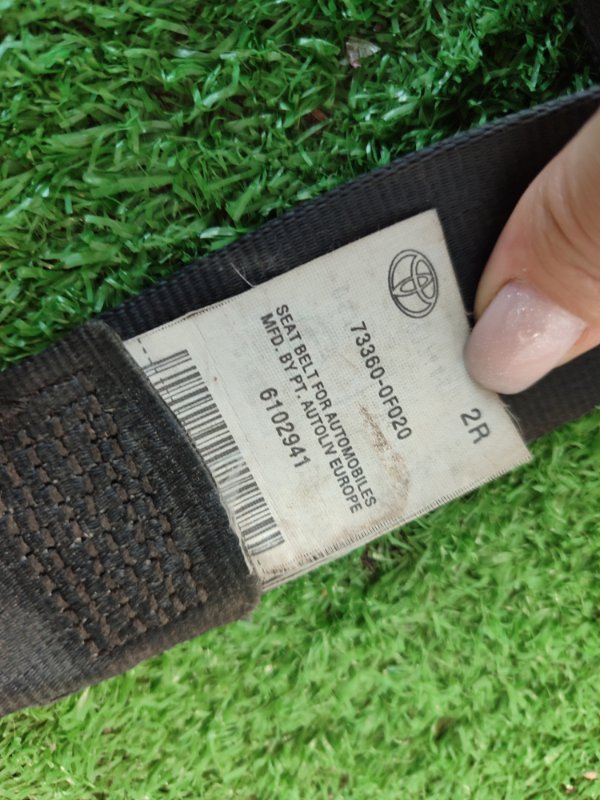 2R
73360-0F020
SEAT BELT FOR AUTOMOBILES
MFD. BY PT. AUTOLIV EUROPE
6102941